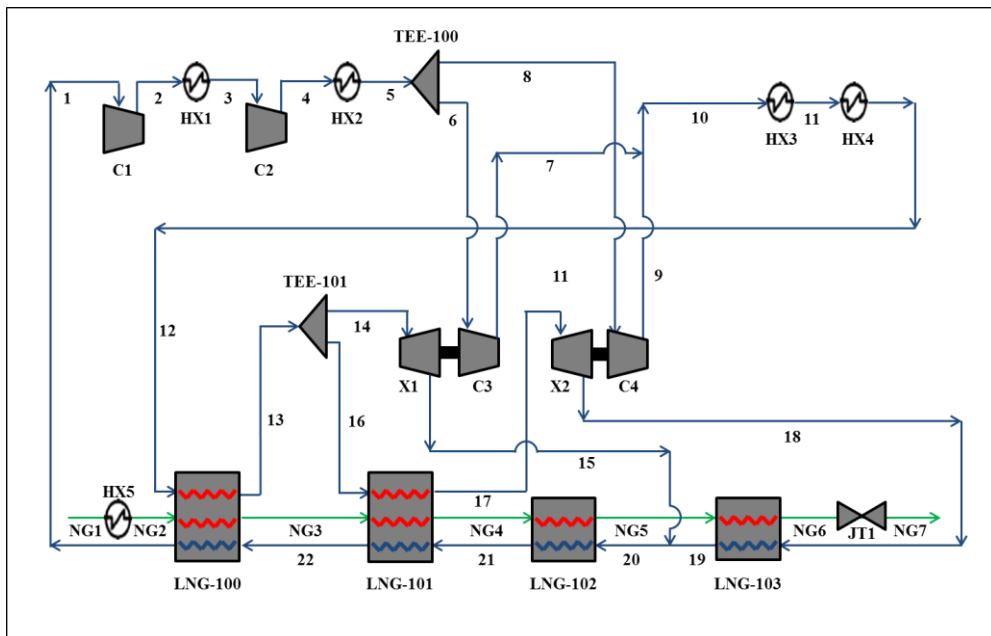 TEE-100
1
2
3
4
5
6
8
HX1
HX2
C1
C2
7
10
HX3
11
HX4
TEE-101
12
13
14
16
X1
C3
11
9
X2
C4
15
17
18
HX5
NG1
NG2
NG3
NG4
NG5
NG6
JT1
NG7
22
21
20
19
LNG-100
LNG-101
LNG-102
LNG-103